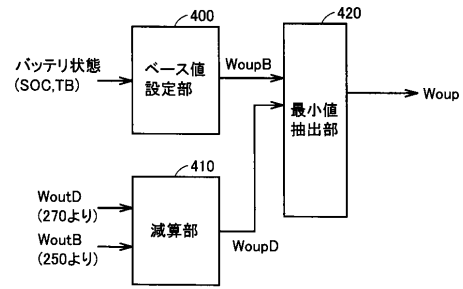 400
420
バッテリ状態
(SOC,TB)
ベース値
設定部
WoupB
最小値
抽出部
Woup
410
WoutD
(270より)
WoutB
(250より)
減算部
WoupD